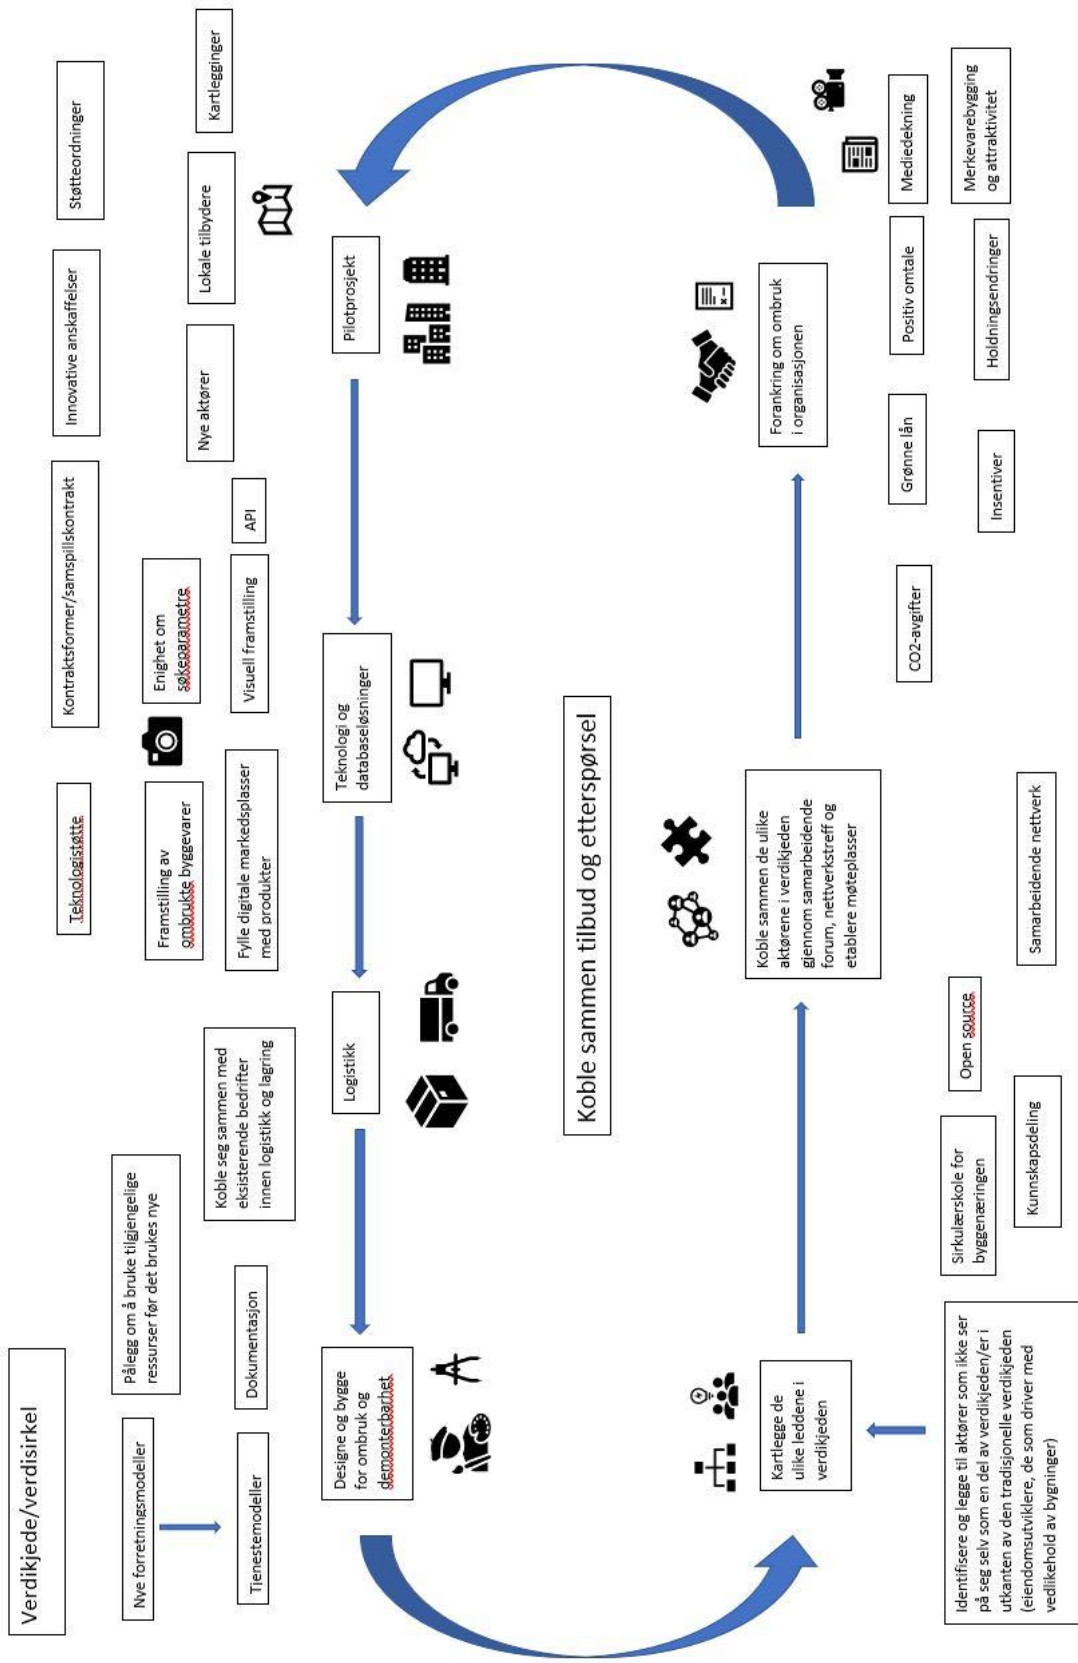 Verdikjede/verdisirkel
Teknologistøtte
Kontraktsformer/samspillskontrakt
Innovative anskaffelser
Støtteordninger
Nye forretningsmodeller
Pålegg om å bruke tilgjengelige
ressurser før det brukes nye
Framstilling av
ombrukte byggevarer
Enighet om
søkeparametre
Nye aktører
Lokale tilbydere
Kartlegginger
Tjenestemodeller
Dokumentasjon
Koble seg sammen med
eksisterende bedrifter
innen logistikk og lagring
Fylle digitale markedsplasser
med produkter
Visuell framstilling
API
Designe og bygge
for ombruk og
demonterbarhet
Logistikk
Teknologi og
databaseløsninger
Pilotprosjekt
Koble sammen tilbud og etterspørsel
Kartlegge de
ulike leddene i
verdikjeden
Koble sammen de ulike
aktørene i verdikjeden
gjennom samarbeidende
forum, nettverkstreff og
etablere møteplasser
Forankring om ombruk
i organisasjonen
CO2-avgifter
Grønne lån
Positiv omtale
Mediedekning
Identifisere og legge til aktører som ikke ser
på seg selv som en del av verdikjeden/er i
utkanten av den tradisjonelle verdikjeden
(eiendomsutviklere, de som driver med
vedlikehold av bygninger)
Sirkulærskole for
byggenæringen
Open source
Kunnskapsdeling
Samarbeidende nettverk
Insentiver
Holdningsendringer
Merkevarebygging
og attraktivitet